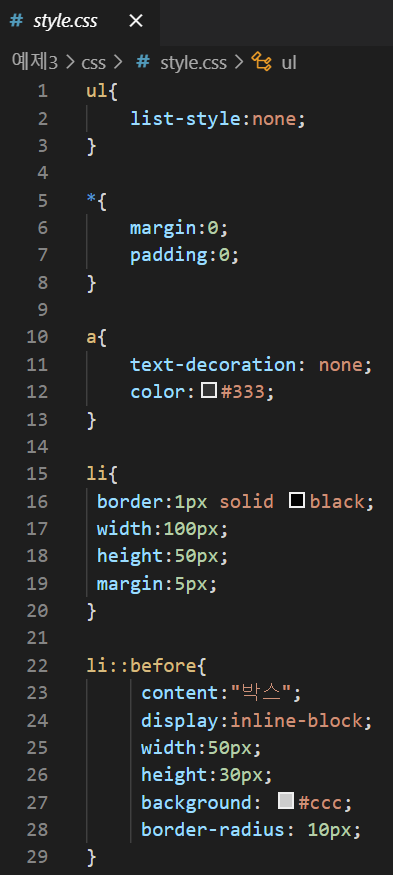 # style.css ×
예제3 > css > # style.css > ul
1 ul{
2 list-style:none;
3 }
4
5 *{
6 margin:0;
7 padding:0;
8 }
9
10 a{
11 text-decoration: none;
12 color:#333;
13 }
14
15 li{
16 border:1px solid black;
17 width:100px;
18 height:50px;
19 margin:5px;
20 }
21
22 li::before{
23 content:"박스";
24 display:inline-block;
25 width:50px;
26 height:30px;
27 background: #ccc;
28 border-radius: 10px;
29 }